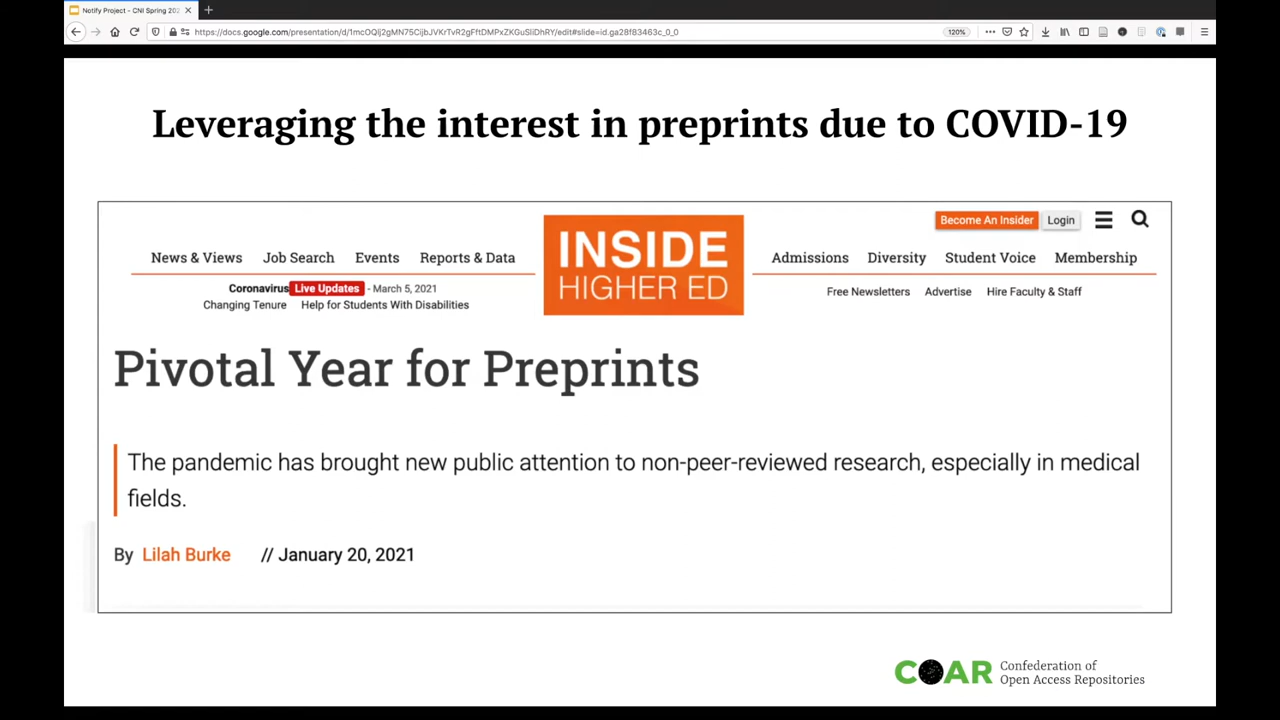 Notify Project - CNI Spring 202
https://docs.google.com/presentation/d/1mcOQlj2gMN75CijbJVKrTvR2gFftDMPxZKGuSliDhRY/edit#slide=id.ga28f83463c_0_0
120%
Leveraging the interest in preprints due to COVID-19
Become An Insider Login
News & Views Job Search Events Reports & Data
INSIDE
HIGHER ED
Admissions Diversity Student Voice Membership
Coronavirus Live Updates - March 5, 2021
Changing Tenure Help for Students With Disabilities
Free Newsletters Advertise Hire Faculty & Staff
Pivotal Year for Preprints
The pandemic has brought new public attention to non-peer-reviewed research, especially in medical
fields.
By Lilah Burke // January 20, 2021
COAR
Confederation of
Open Access Repositories